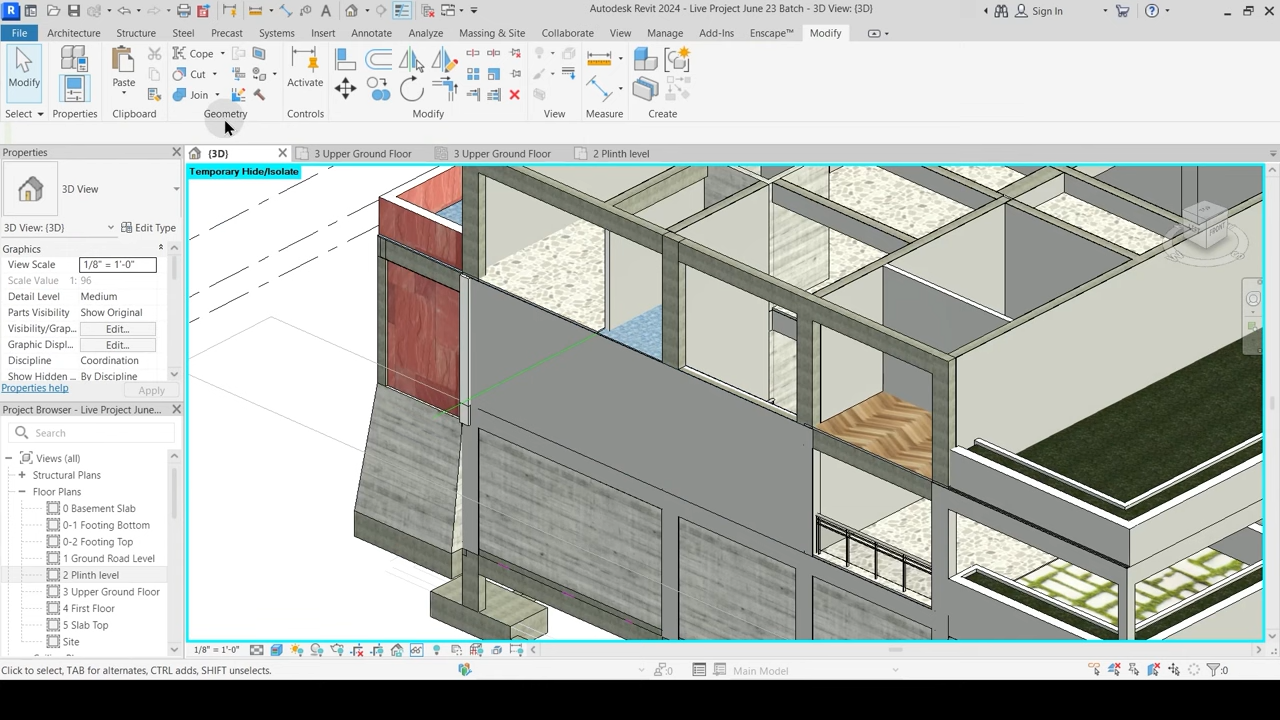 Autodesk Revit 2024 - Live Project June 23 Batch - 3D View: {3D}
Sign In
File Architecture Structure Steel Precast Systems Insert Annotate Analyze Massing & Site Collaborate View Manage Add-Ins Enscape™ Modify
Modify
Paste
Cope
Cut
Join
Activate
Select Properties Clipboard Geometry Controls Modify View Measure Create
Properties
{3D} 3 Upper Ground Floor 3 Upper Ground Floor 2 Plinth level
Temporary Hide/Isolate
3D View
3D View: {3D} Edit Type
Graphics
View Scale 1/8" = 1'-0"
Scale Value 1: 96
Detail Level Medium
Parts Visibility Show Original
Visibility/Grap... Edit...
Graphic Displ... Edit...
Discipline Coordination
Show Hidden ... By Discipline
Properties help Apply
Project Browser - Live Project June...
Search
Views (all)
Structural Plans
Floor Plans
0 Basement Slab
0-1 Footing Bottom
0-2 Footing Top
1 Ground Road Level
2 Plinth level
3 Upper Ground Floor
4 First Floor
5 Slab Top
Site
1/8" = 1'-0"
Click to select, TAB for alternates, CTRL adds, SHIFT unselects.
:0
Main Model
:0